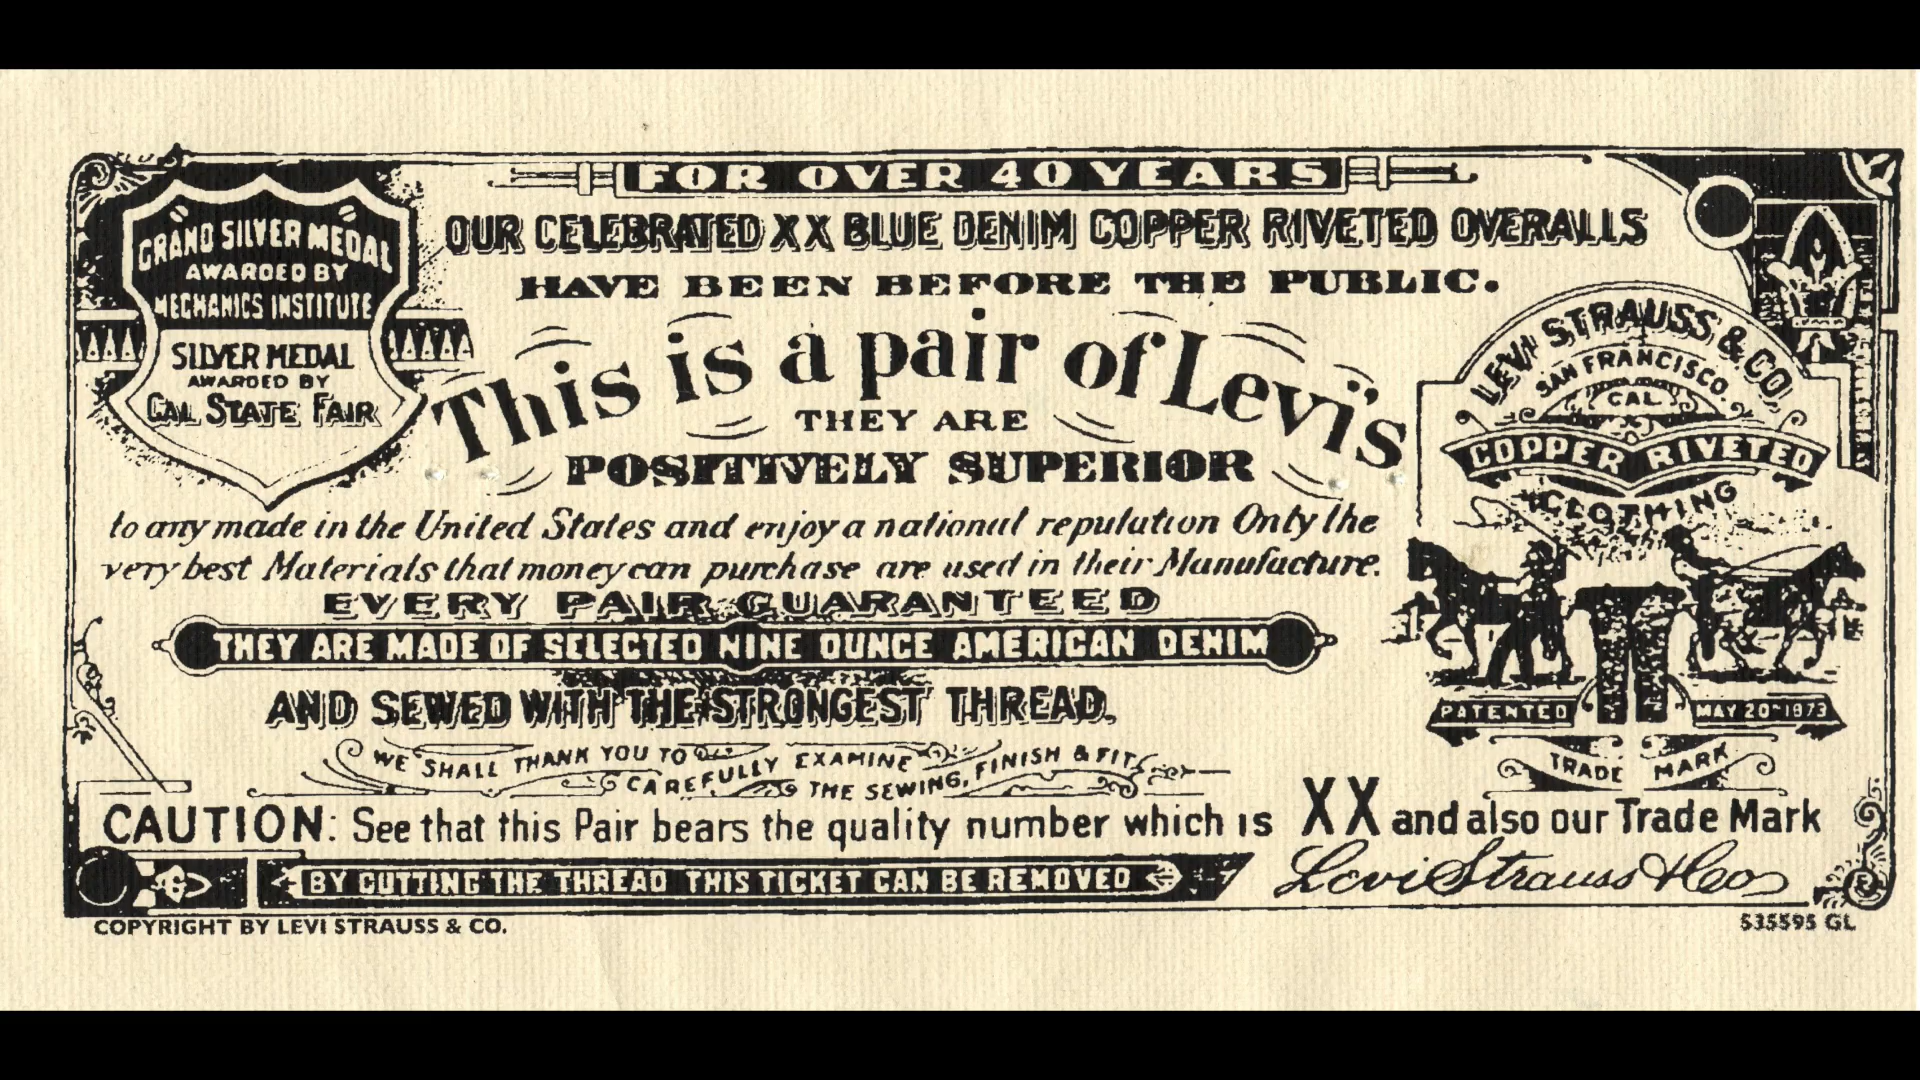 FOR OVER 40 YEARS
OUR CELEBRATED XX BLUE DENIM COPPER RIVETED OVERALLS
HAVE BEEN BEFORE THE PUBLIC.
GRAND SILVER MEDAL
AWARDED BY
MECHANICS INSTITUTE
SILVER MEDAL
AWARDED BY
CAL STATE FAIR
This is a pair of Levi's
THEY ARE
POSITIVELY SUPERIOR
to any made in the United States and enjoy a national reputation Only the
very best Materials that money can purchase are used in their Manufacture.
EVERY PAIR GUARANTEED
THEY ARE MADE OF SELECTED NINE OUNCE AMERICAN DENIM
AND SEWED WITH THE STRONGEST THREAD.
WE SHALL THANK YOU TO
CAREFULLY EXAMINE
THE SEWING, FINISH & FIT
LEVI STRAUSS & CO.
SAN FRANCISCO.
CAL.
COPPER RIVETED
CLOTHING
PATENTED MAY 20TH 1873
TRADE MARK
CAUTION: See that this Pair bears the quality number which is XX and also our Trade Mark
BY CUTTING THE THREAD THIS TICKET CAN BE REMOVED
Levi Strauss & Co
COPYRIGHT BY LEVI STRAUSS & CO.
535595 GL